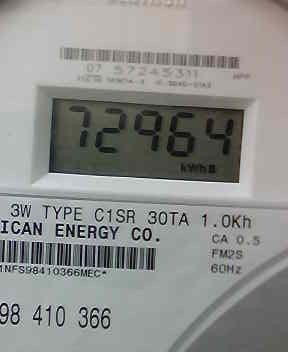 07 57245311
72964
kWh
3W TYPE C1SR 30TA 1.0Kh
ICAN ENERGY CO.
CA 0.5
FM2S
60Hz
1NFS98410366MEC*
98 410 366